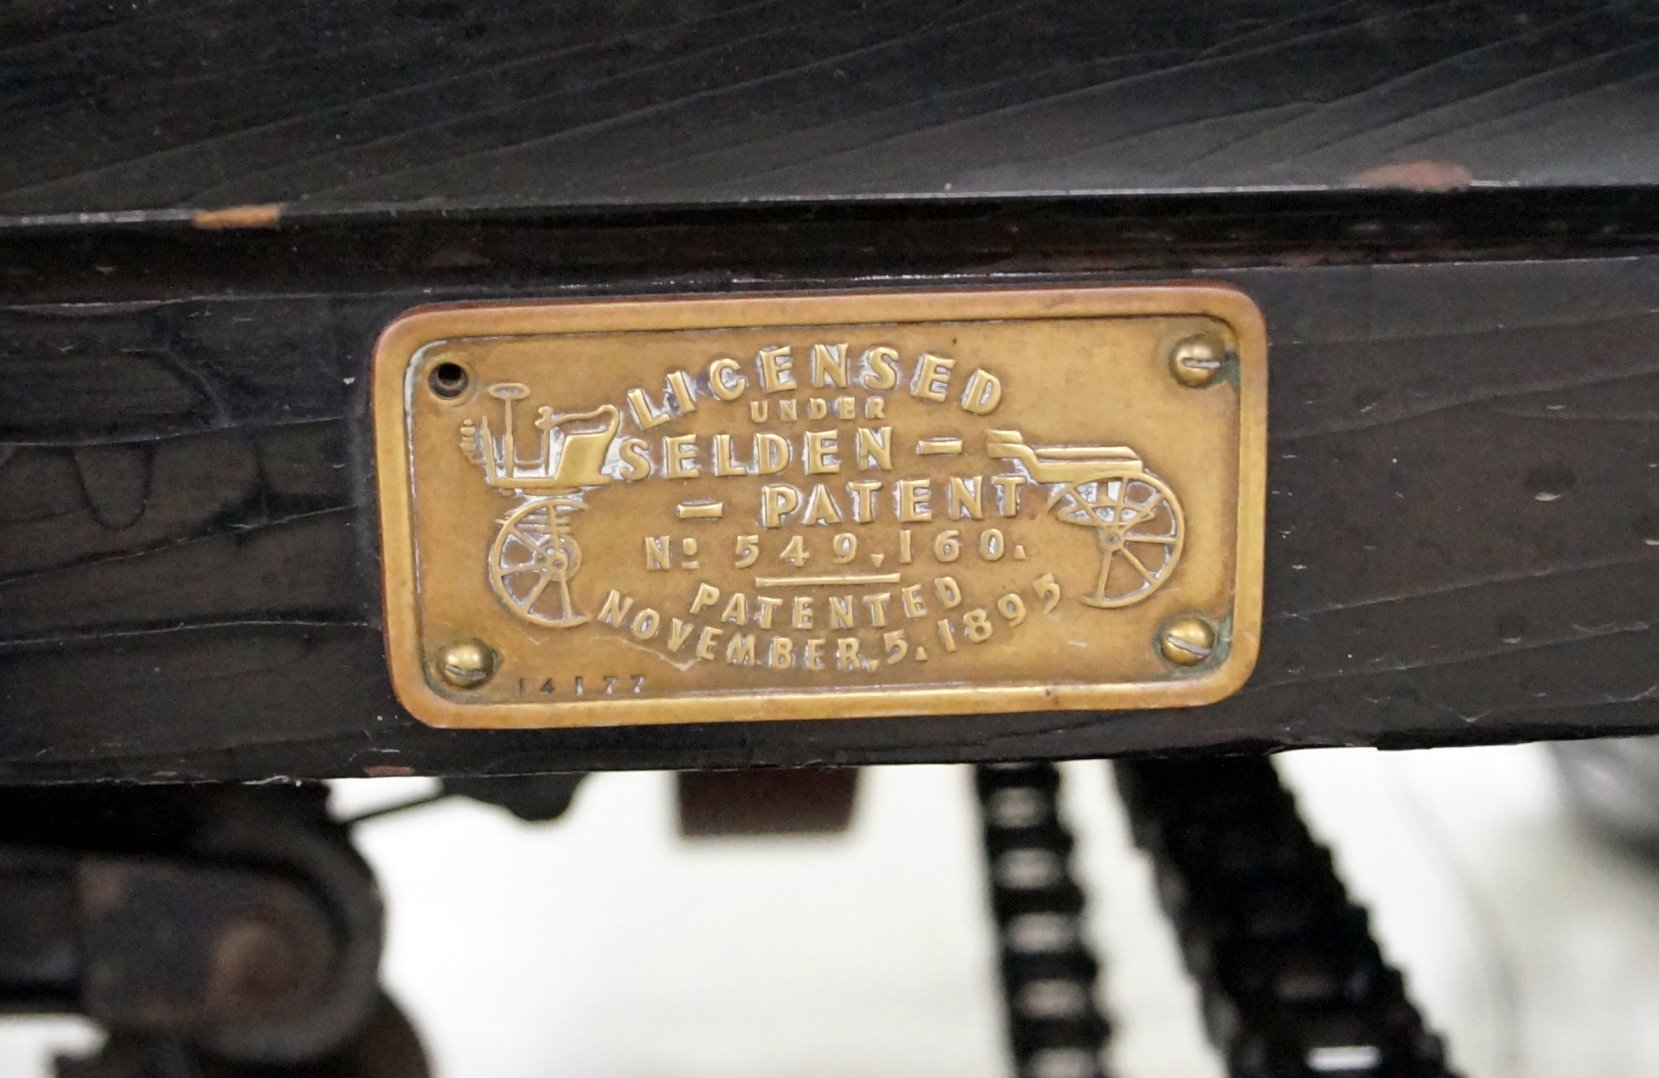 LICENSED
UNDER
SELDEN –
– PATENT
Nº 549,160.
PATENTED
NOVEMBER, 5, 1895
14177